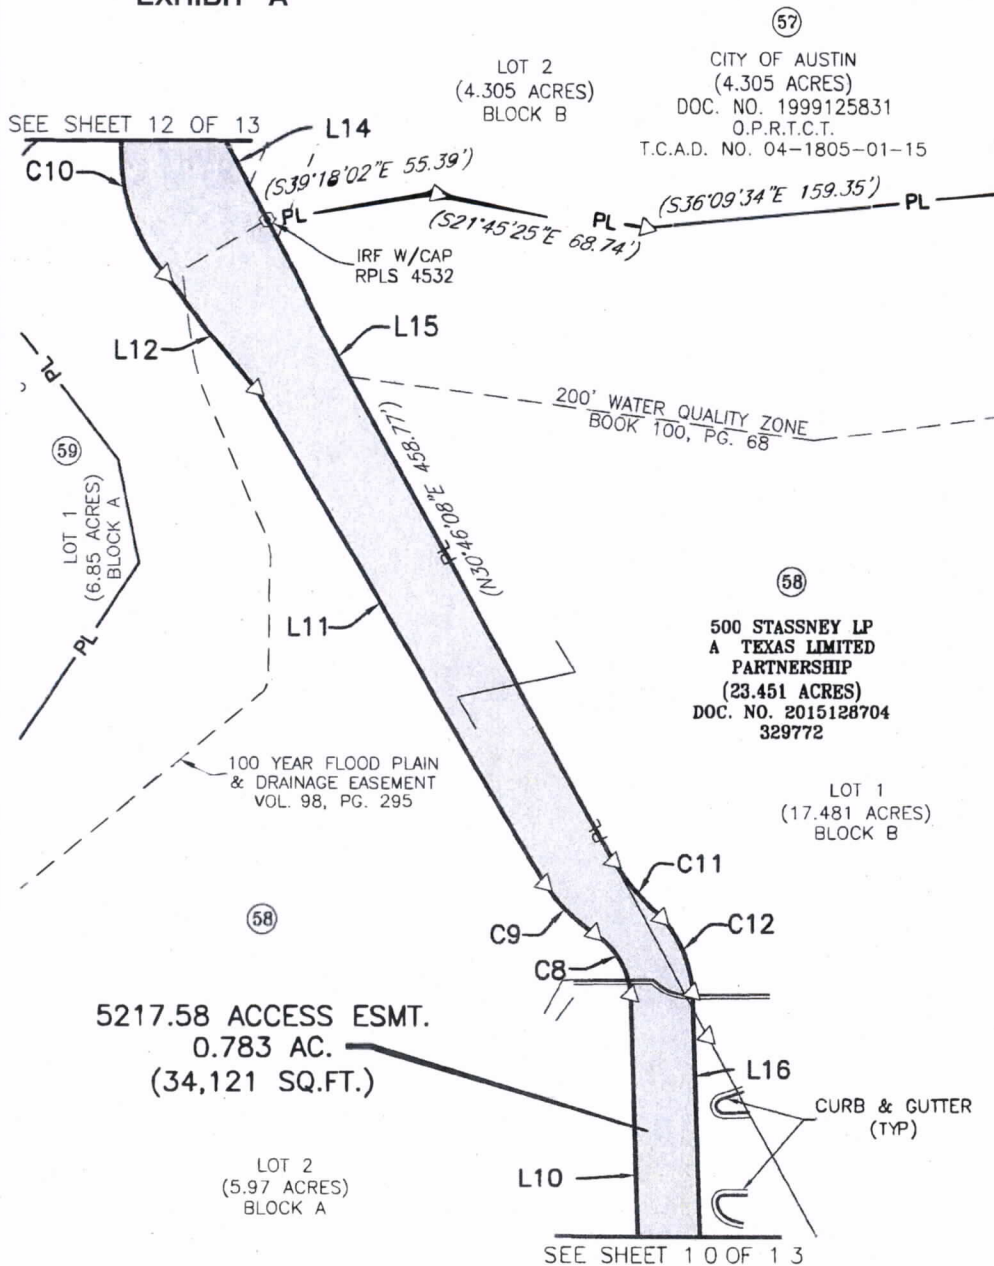 EXHIBIT "A"
57
CITY OF AUSTIN
(4.305 ACRES)
DOC. NO. 1999125831
O.P.R.T.C.T.
T.C.A.D. NO. 04-1805-01-15
LOT 2
(4.305 ACRES)
BLOCK B
SEE SHEET 12 OF 13
L14
C10
(S39°18'02"E 55.39')
PL
(S21°45'25"E 68.74')
PL
(S36°09'34"E 159.35')
PL
IRF W/CAP
RPLS 4532
L15
L12
PL
200' WATER QUALITY ZONE
BOOK 100, PG. 68
(N30°46'08"E 458.77')
PL
59
LOT 1
(6.85 ACRES)
BLOCK A
PL
L11
58
500 STASSNEY LP
A TEXAS LIMITED
PARTNERSHIP
(23.451 ACRES)
DOC. NO. 2015128704
329772
100 YEAR FLOOD PLAIN
& DRAINAGE EASEMENT
VOL. 98, PG. 295
LOT 1
(17.481 ACRES)
BLOCK B
PL
C11
58
C9
C12
C8
5217.58 ACCESS ESMT.
0.783 AC.
(34,121 SQ.FT.)
L16
CURB & GUTTER
(TYP)
L10
LOT 2
(5.97 ACRES)
BLOCK A
SEE SHEET 10 OF 13